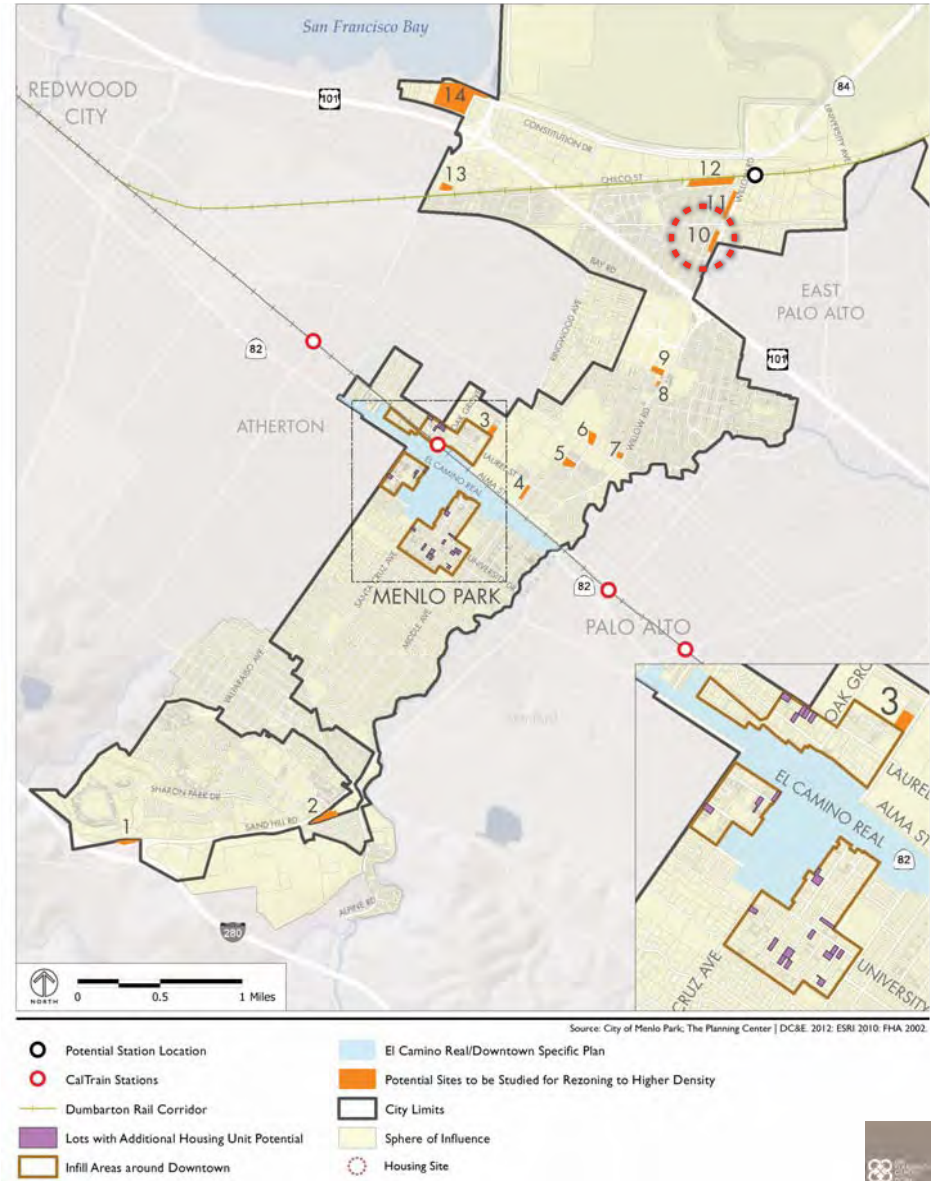 San Francisco Bay
REDWOOD
CITY
101
14
84
CONSTITUTION DR
UNIVERSITY AVE
13
CHILCO ST
12
WILLOW RD
11
10
BAY RD
EAST
PALO ALTO
RINGWOOD AVE
101
82
9
8
ATHERTON
OAK GROVE
3
6
WILLOW RD
7
5
LAUREL ST
ALMA ST
4
EL CAMINO REAL
SANTA CRUZ AVE
UNIVERSITY DR
82
MENLO PARK
MIDDLE AVE
PALO ALTO
VALPARAISO AVE
SHARON PARK DR
2
SAND HILL RD
1
ALPINE RD
280
OAK GRO
3
LAUREL
EL CAMINO REAL
ALMA ST
82
CRUZ AVE
UNIVERSITY
NORTH
0 0.5 1 Miles
Source: City of Menlo Park; The Planning Center | DC&E. 2012; ESRI 2010; FHA 2002.
Potential Station Location
CalTrain Stations
Dumbarton Rail Corridor
Lots with Additional Housing Unit Potential
Infill Areas around Downtown
El Camino Real/Downtown Specific Plan
Potential Sites to be Studied for Rezoning to Higher Density
City Limits
Sphere of Influence
Housing Site